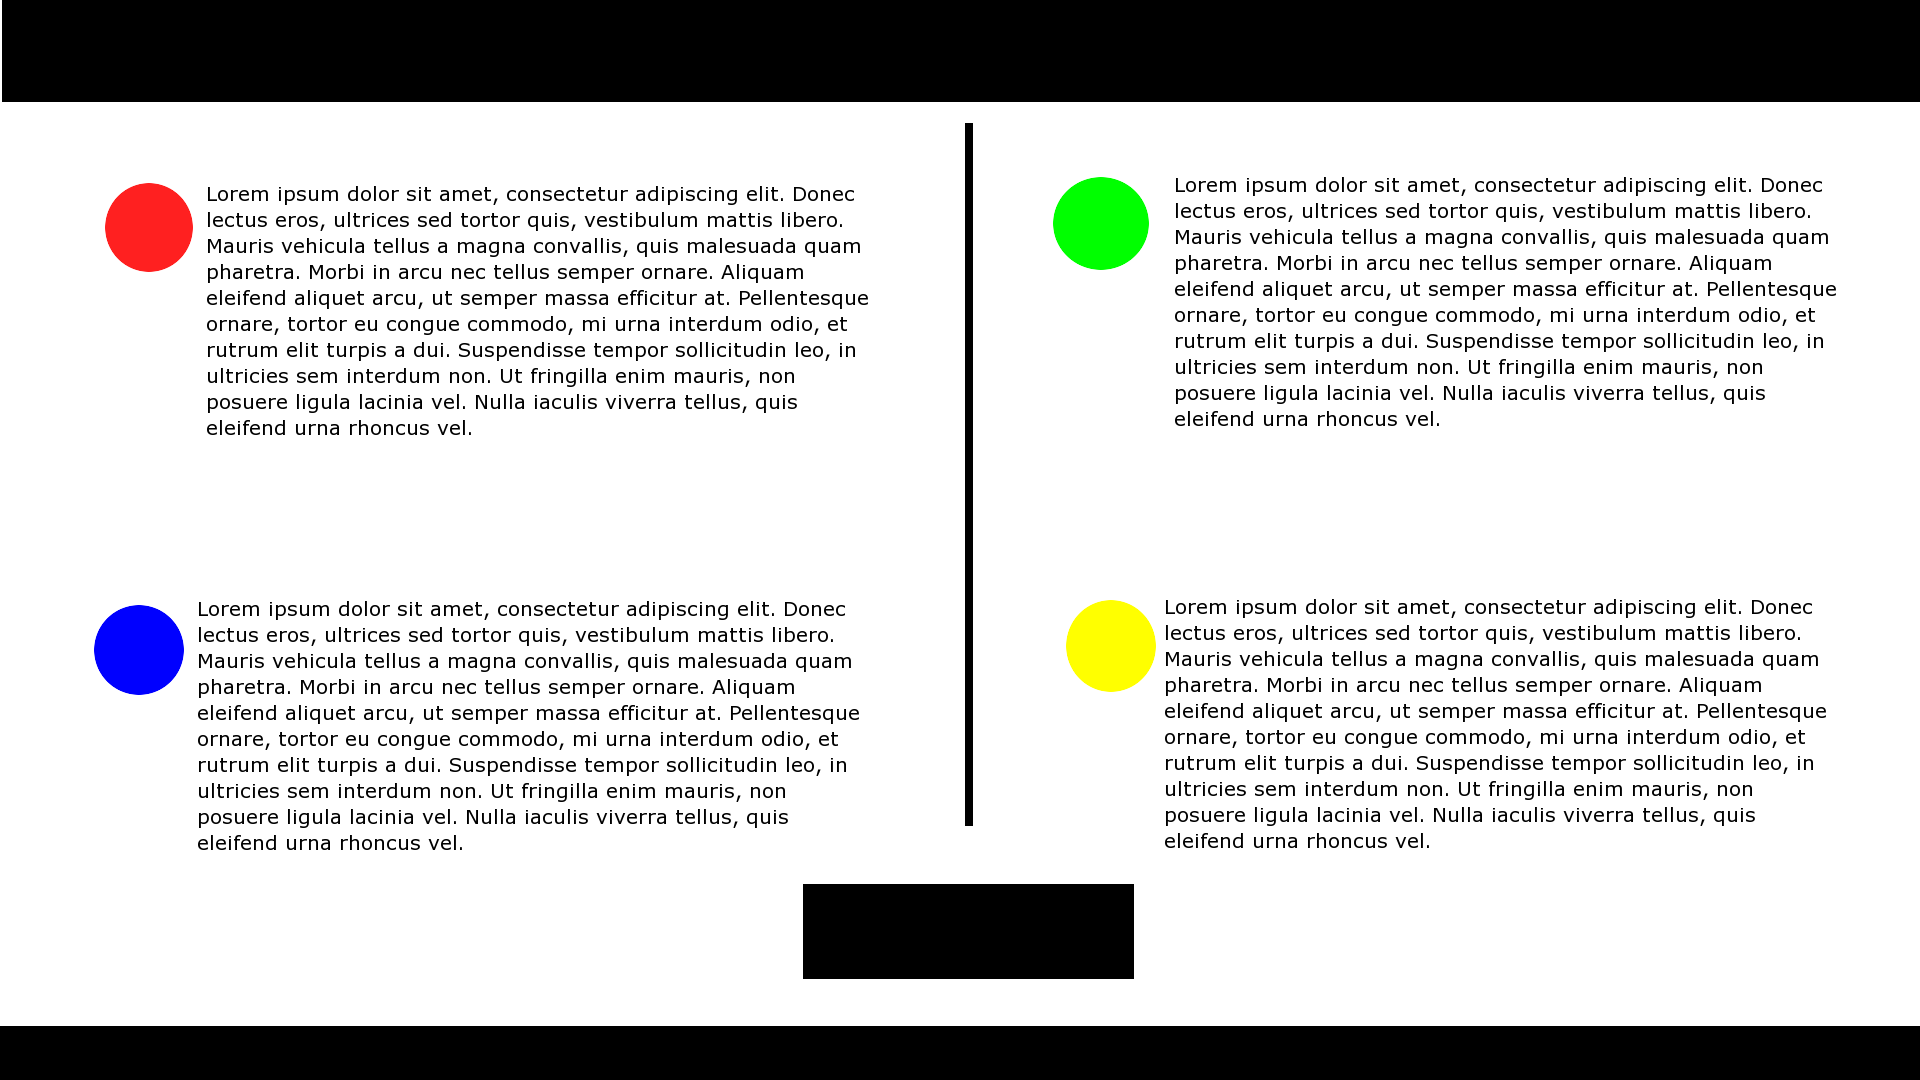 Lorem ipsum dolor sit amet, consectetur adipiscing elit. Donec
lectus eros, ultrices sed tortor quis, vestibulum mattis libero.
Mauris vehicula tellus a magna convallis, quis malesuada quam
pharetra. Morbi in arcu nec tellus semper ornare. Aliquam
eleifend aliquet arcu, ut semper massa efficitur at. Pellentesque
ornare, tortor eu congue commodo, mi urna interdum odio, et
rutrum elit turpis a dui. Suspendisse tempor sollicitudin leo, in
ultricies sem interdum non. Ut fringilla enim mauris, non
posuere ligula lacinia vel. Nulla iaculis viverra tellus, quis
eleifend urna rhoncus vel.
Lorem ipsum dolor sit amet, consectetur adipiscing elit. Donec
lectus eros, ultrices sed tortor quis, vestibulum mattis libero.
Mauris vehicula tellus a magna convallis, quis malesuada quam
pharetra. Morbi in arcu nec tellus semper ornare. Aliquam
eleifend aliquet arcu, ut semper massa efficitur at. Pellentesque
ornare, tortor eu congue commodo, mi urna interdum odio, et
rutrum elit turpis a dui. Suspendisse tempor sollicitudin leo, in
ultricies sem interdum non. Ut fringilla enim mauris, non
posuere ligula lacinia vel. Nulla iaculis viverra tellus, quis
eleifend urna rhoncus vel.
Lorem ipsum dolor sit amet, consectetur adipiscing elit. Donec
lectus eros, ultrices sed tortor quis, vestibulum mattis libero.
Mauris vehicula tellus a magna convallis, quis malesuada quam
pharetra. Morbi in arcu nec tellus semper ornare. Aliquam
eleifend aliquet arcu, ut semper massa efficitur at. Pellentesque
ornare, tortor eu congue commodo, mi urna interdum odio, et
rutrum elit turpis a dui. Suspendisse tempor sollicitudin leo, in
ultricies sem interdum non. Ut fringilla enim mauris, non
posuere ligula lacinia vel. Nulla iaculis viverra tellus, quis
eleifend urna rhoncus vel.
Lorem ipsum dolor sit amet, consectetur adipiscing elit. Donec
lectus eros, ultrices sed tortor quis, vestibulum mattis libero.
Mauris vehicula tellus a magna convallis, quis malesuada quam
pharetra. Morbi in arcu nec tellus semper ornare. Aliquam
eleifend aliquet arcu, ut semper massa efficitur at. Pellentesque
ornare, tortor eu congue commodo, mi urna interdum odio, et
rutrum elit turpis a dui. Suspendisse tempor sollicitudin leo, in
ultricies sem interdum non. Ut fringilla enim mauris, non
posuere ligula lacinia vel. Nulla iaculis viverra tellus, quis
eleifend urna rhoncus vel.